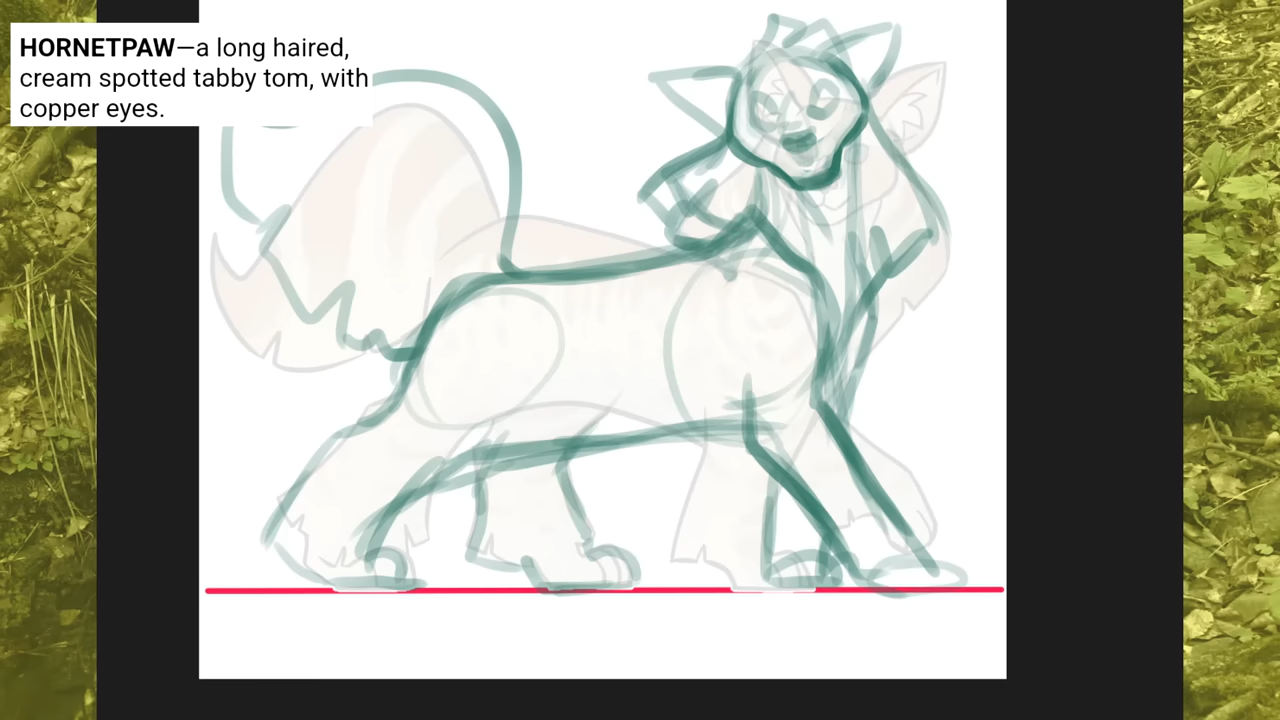 HORNETPAW—a long haired,
cream spotted tabby tom, with
copper eyes.